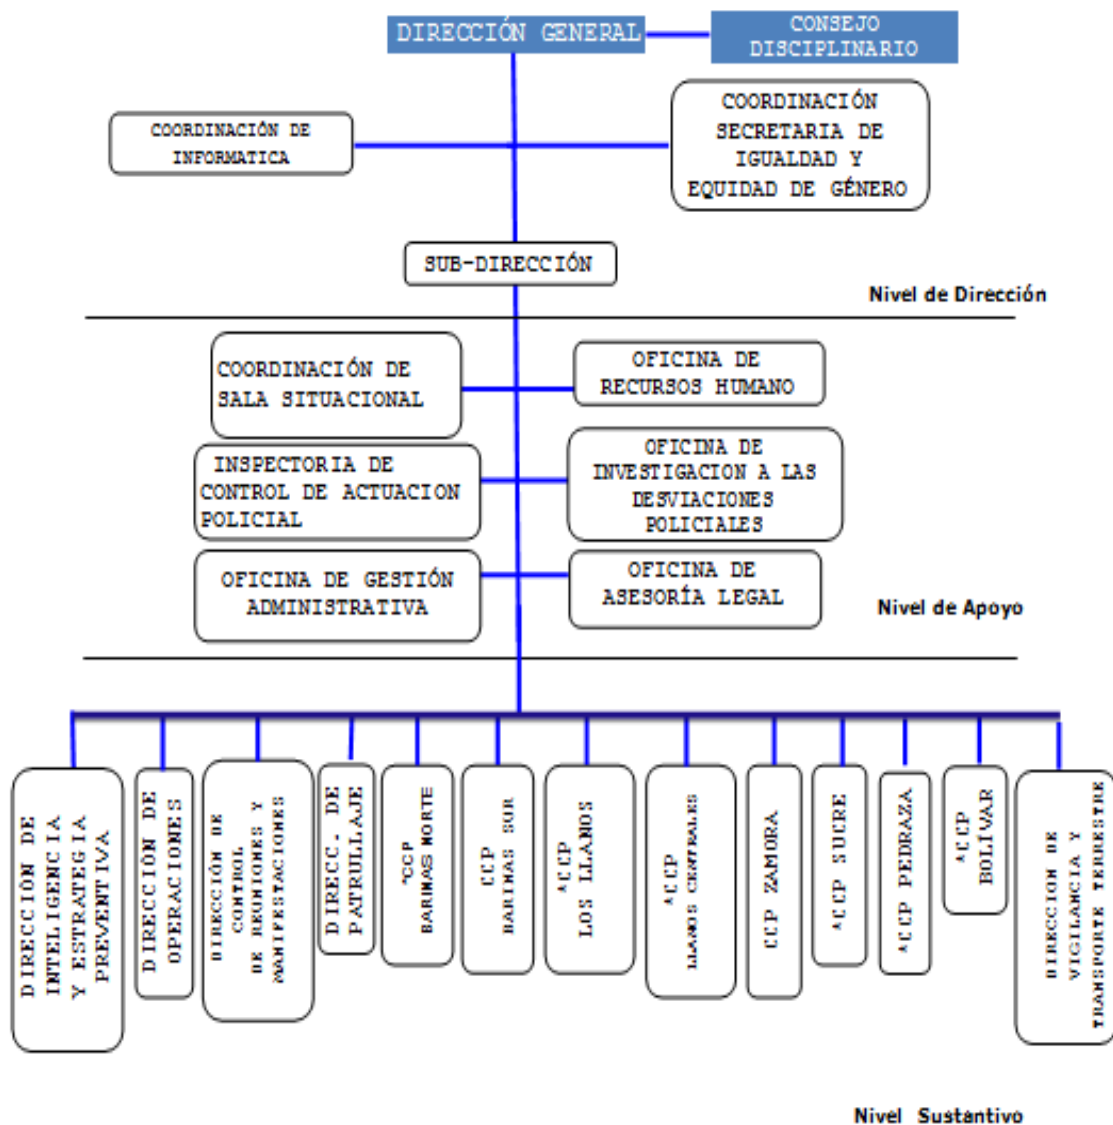 DIRECCIÓN GENERAL
CONSEJO
DISCIPLINARIO
COORDINACIÓN DE
INFORMATICA
COORDINACIÓN
SECRETARIA DE
IGUALDAD Y
EQUIDAD DE GÉNERO
SUB-DIRECCIÓN
Nivel de Dirección
COORDINACIÓN DE
SALA SITUACIONAL
OFICINA DE
RECURSOS HUMANO
INSPECTORIA DE
CONTROL DE ACTUACION
POLICIAL
OFICINA DE
INVESTIGACION A LAS
DESVIACIONES
POLICIALES
OFICINA DE GESTIÓN
ADMINISTRATIVA
OFICINA DE
ASESORÍA LEGAL
Nivel de Apoyo
DIRECCIÓN DE
INTELIGENCIA
Y ESTRATEGIA
PREVENTIVA
DIRECCIÓN DE
OPERACIONES
DIRECCIÓN DE
CONTROL
DE REUNIONES Y
MANIFESTACIONES
DIRECC. DE
PATRULLAJE
*CCP
BARINAS NORTE
CCP
BARINAS SUR
*CCP
LOS LLANOS
*CCP
LLANOS CENTRALES
CCP ZAMORA
*CCP SUCRE
*CCP PEDRAZA
*CCP
BOLÍVAR
DIRECCION DE
VIGILANCIA Y
TRANSPORTE TERRESTRE
Nivel Sustantivo